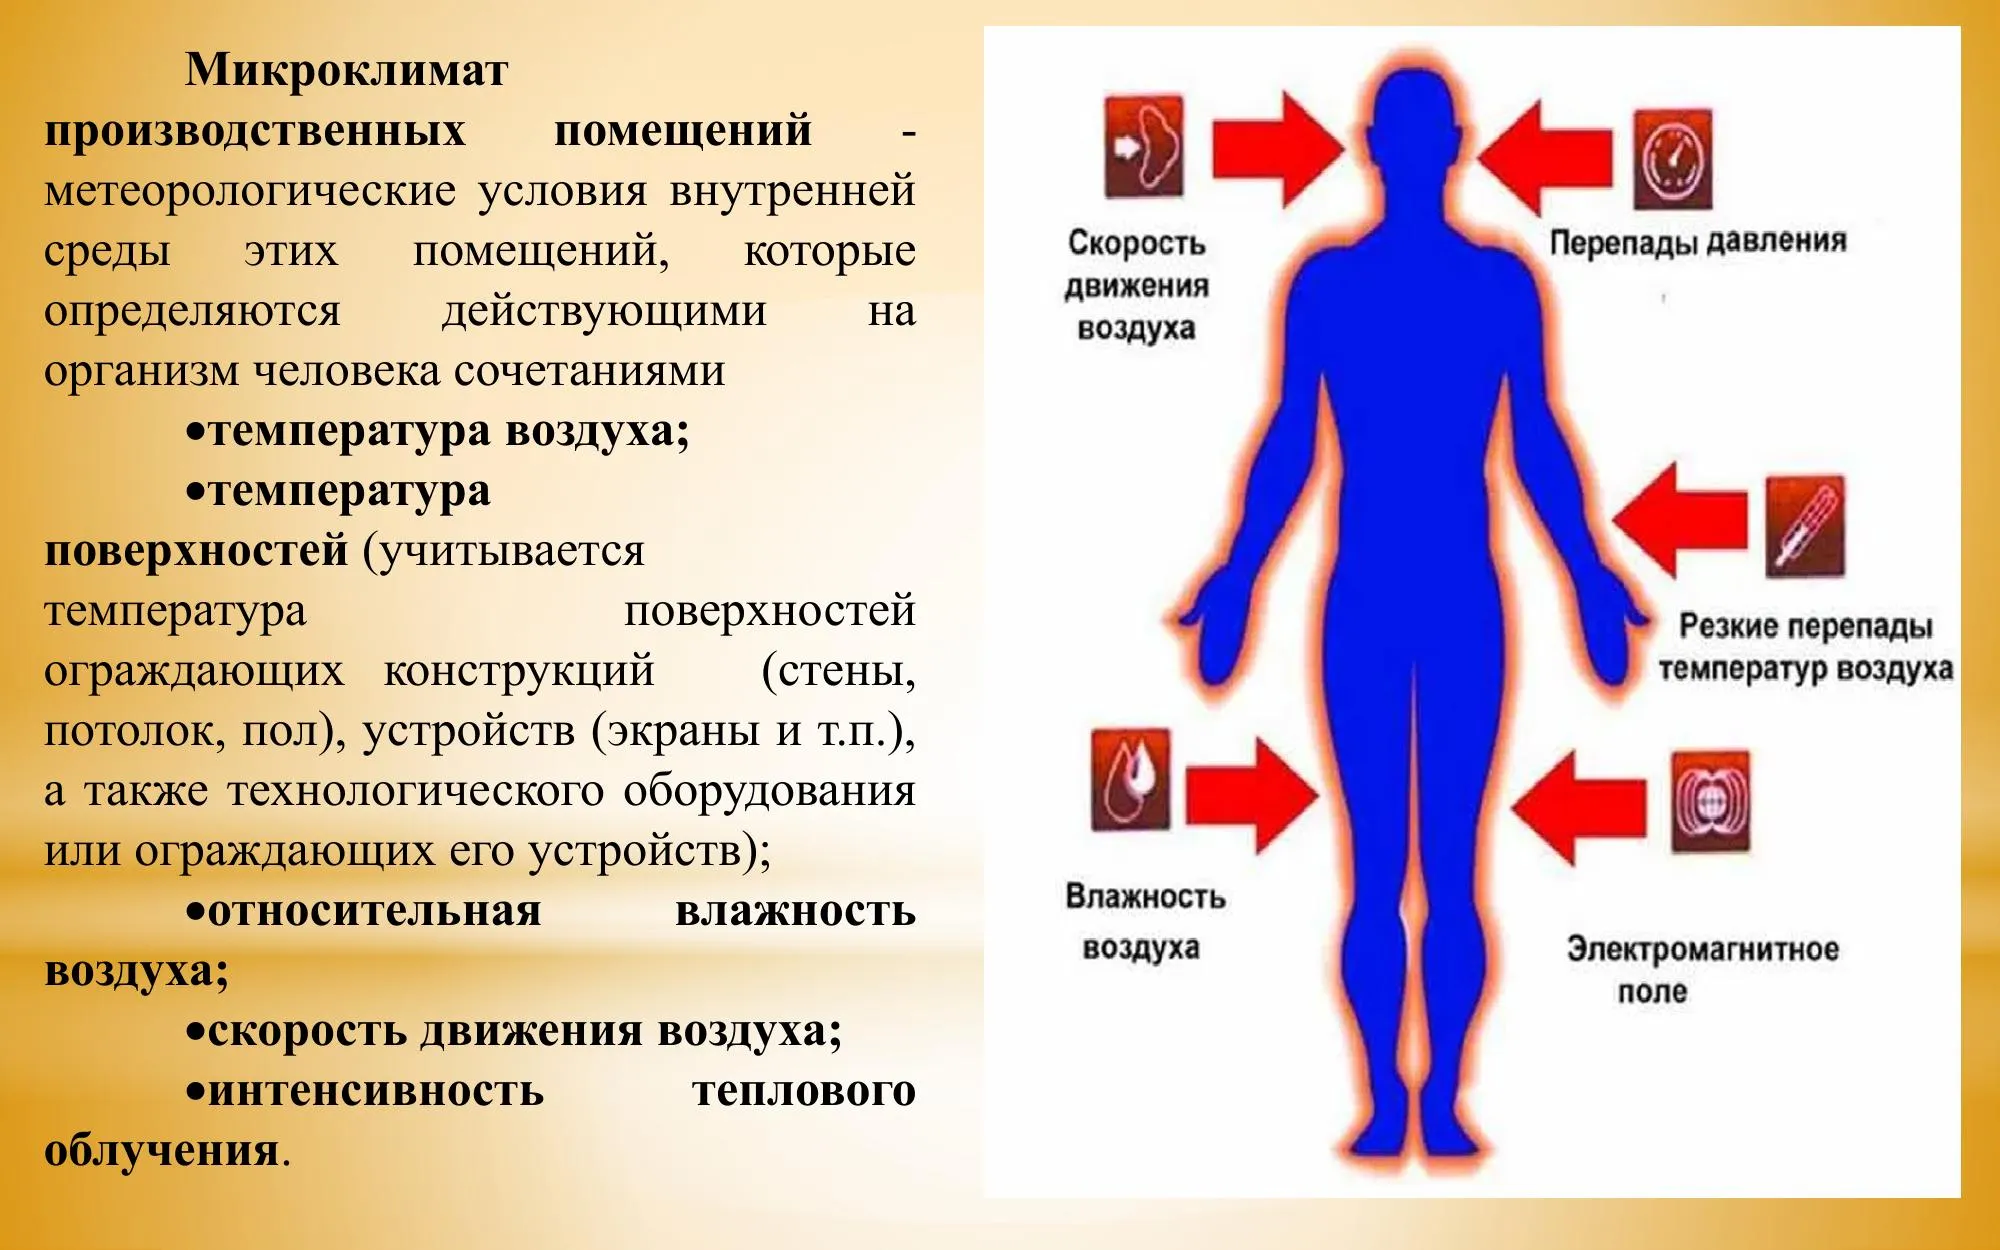 Микроклимат
производственных помещений -
метеорологические условия внутренней
среды этих помещений, которые
определяются действующими на
организм человека сочетаниями
•температура воздуха;
•температура
поверхностей (учитывается
температура поверхностей
ограждающих конструкций (стены,
потолок, пол), устройств (экраны и т.п.),
а также технологического оборудования
или ограждающих его устройств);
•относительная влажность
воздуха;
•скорость движения воздуха;
•интенсивность теплового
облучения.
Скорость
движения
воздуха
Перепады давления
Резкие перепады
температур воздуха
Влажность
воздуха
Электромагнитное
поле